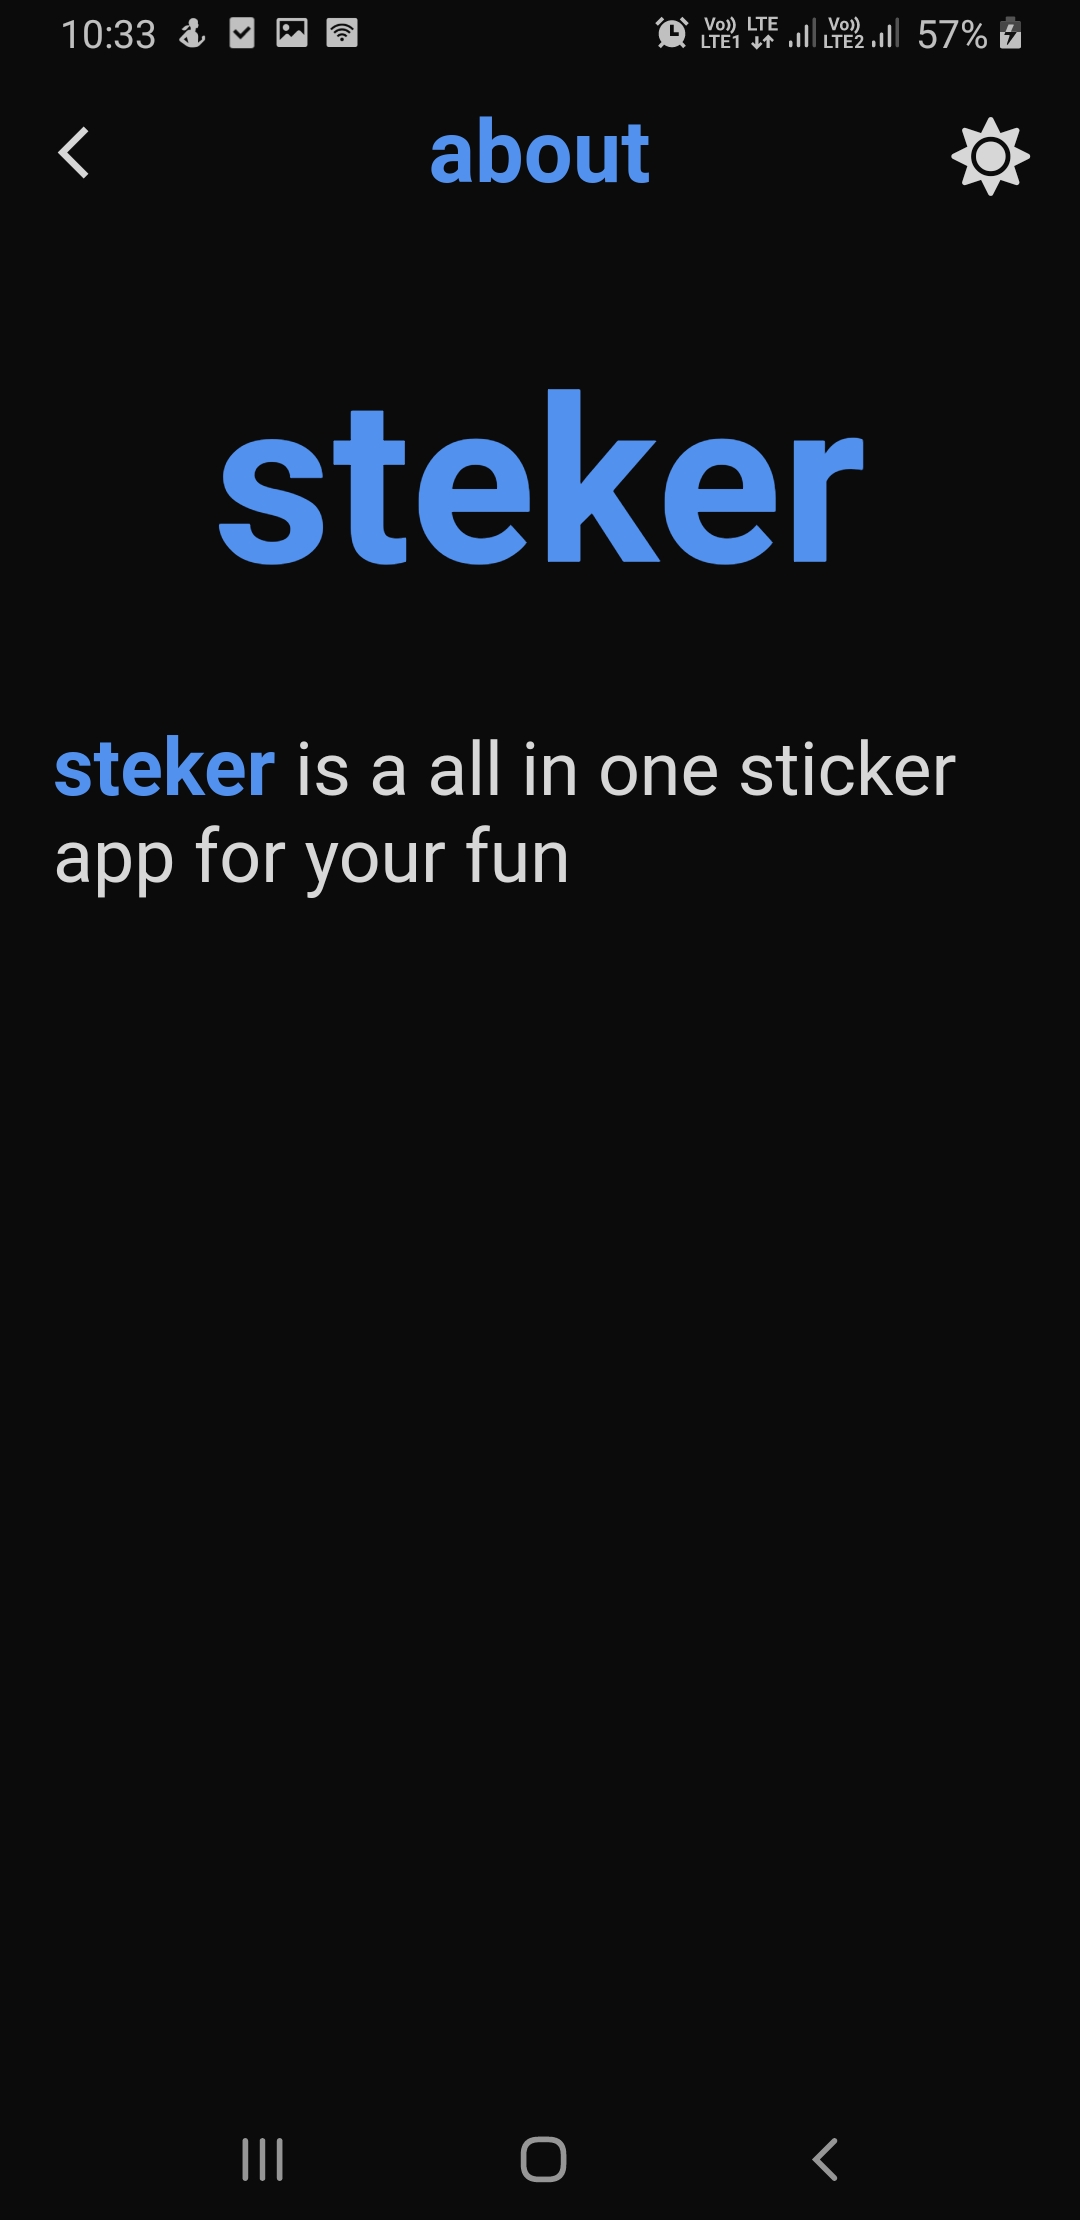 10:33 Vo)) LTE1 LTE Vo)) LTE2 57%
about
steker
steker is a all in one sticker
app for your fun